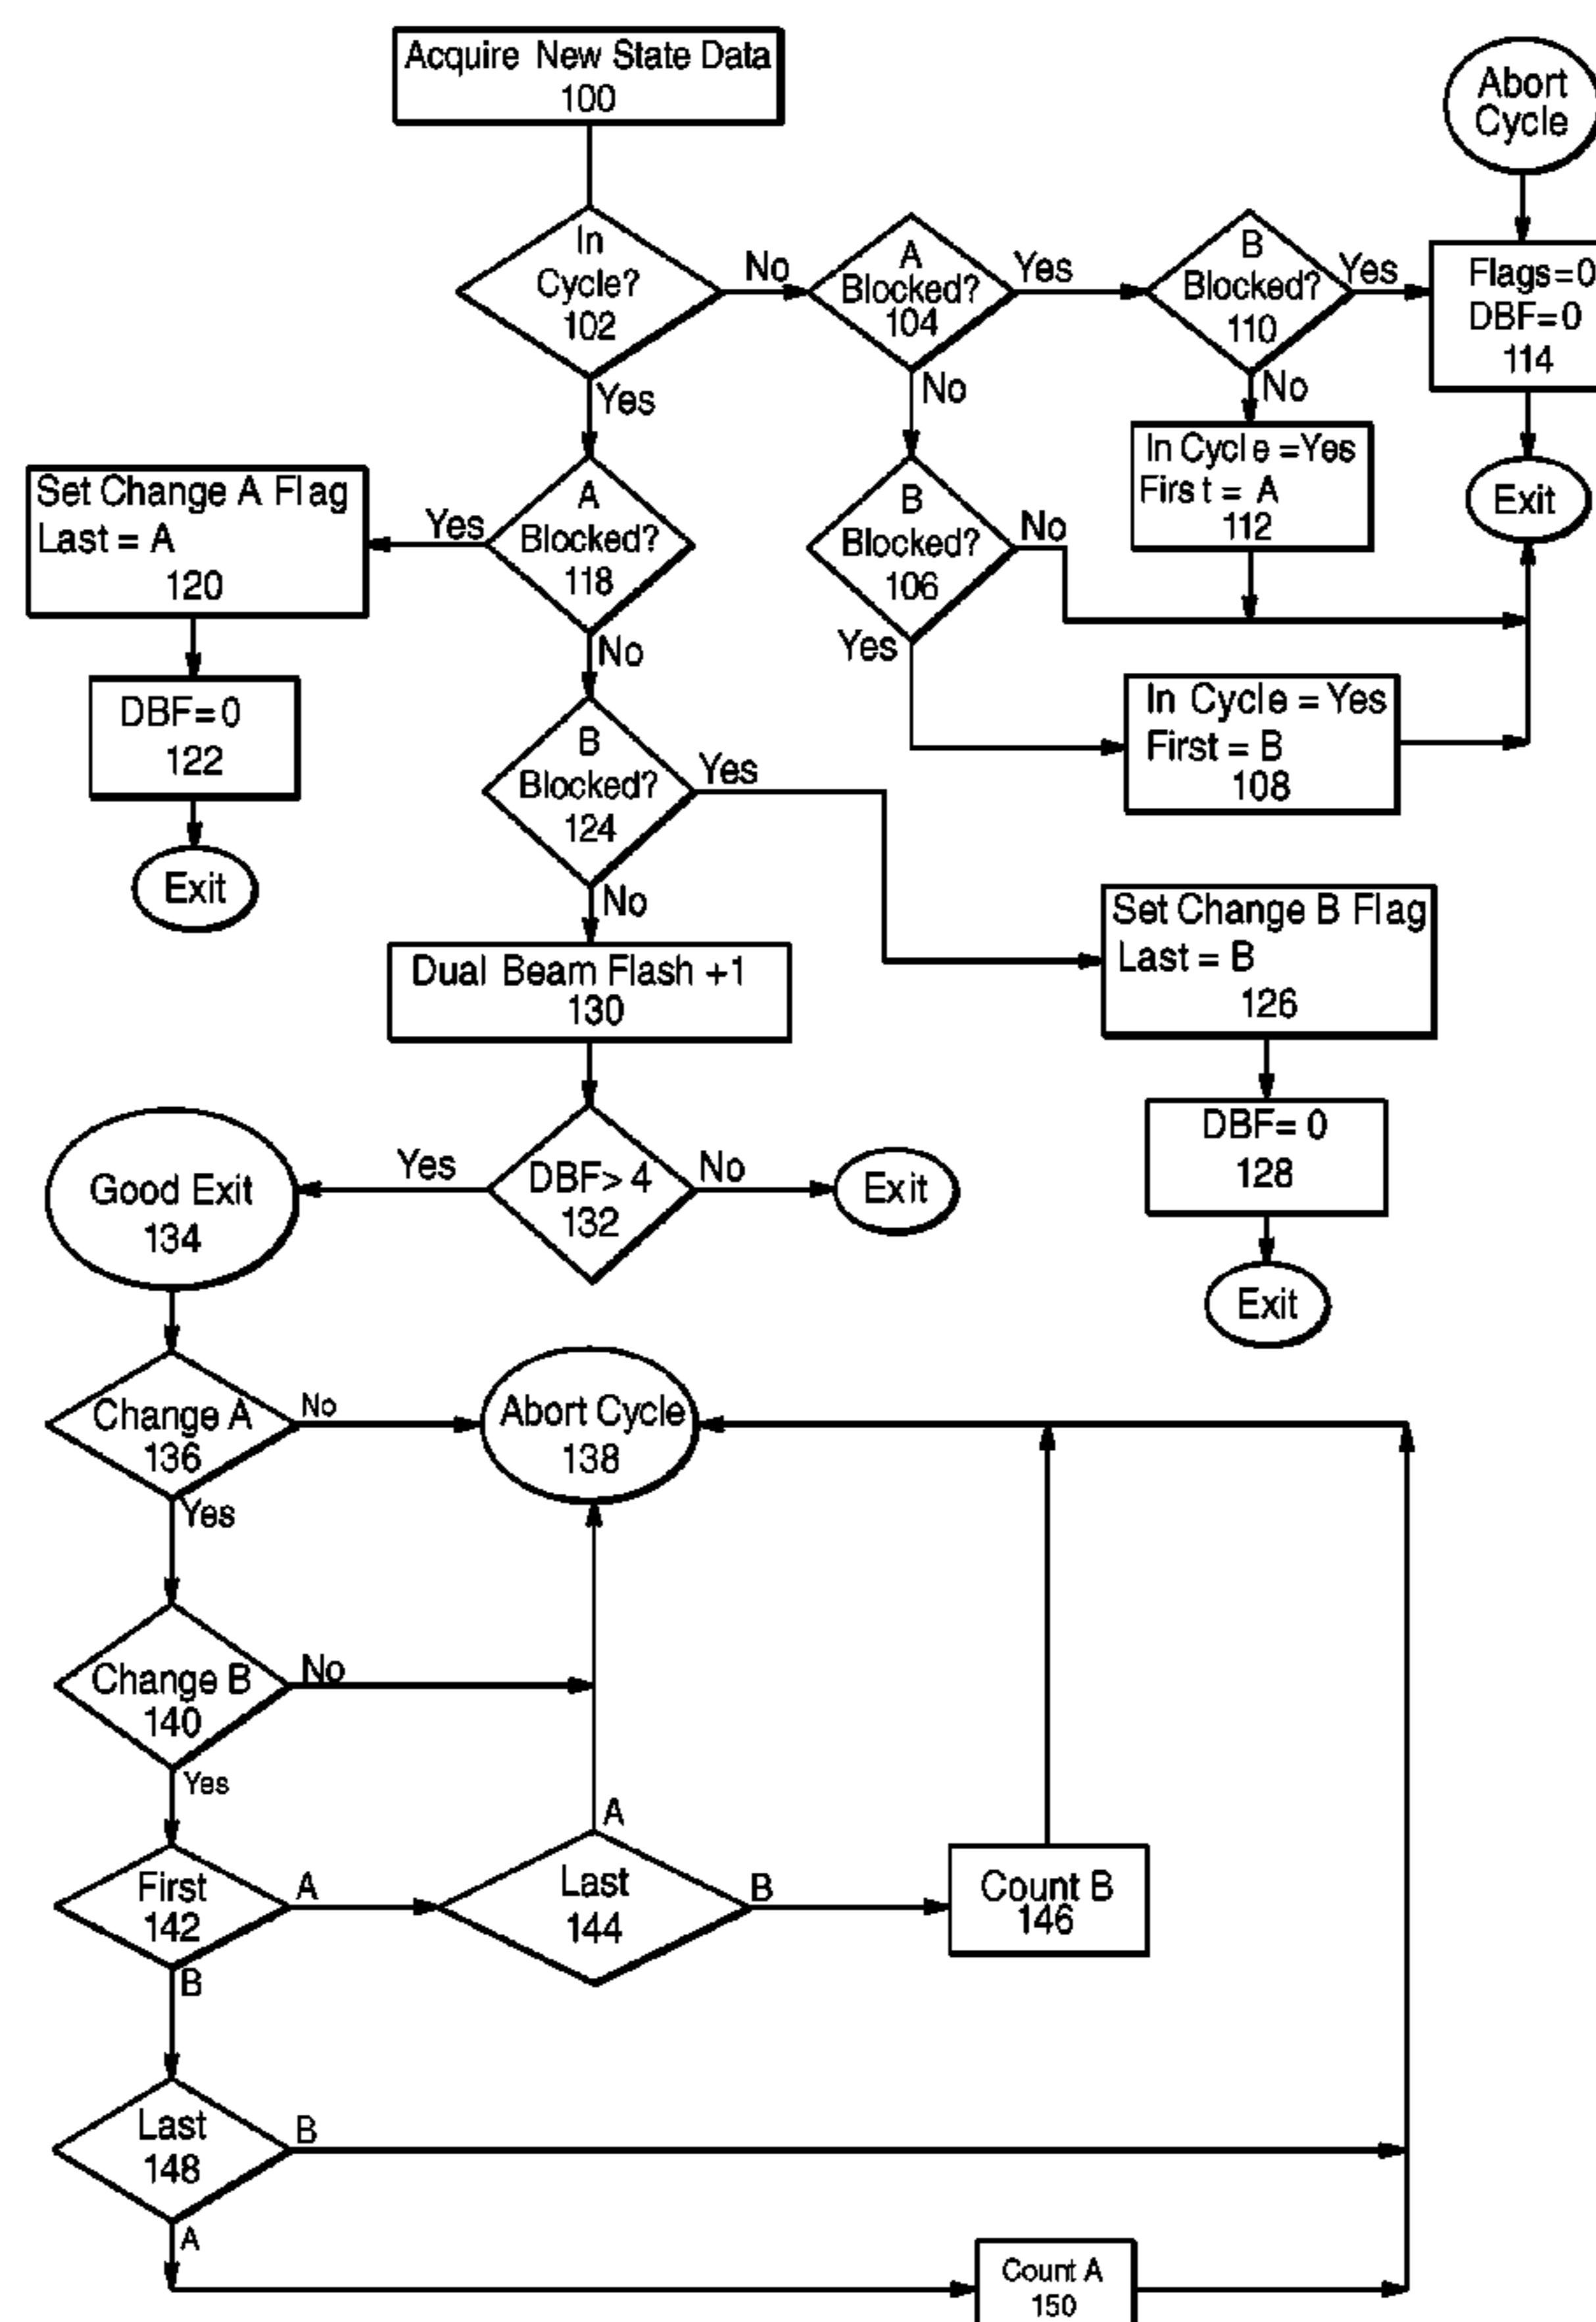 Acquire New State Data
100
Abort
Cycle
In
Cycle?
102
No
Yes
A
Blocked?
104
Yes
No
B
Blocked?
110
Yes
No
Flags=0
DBF=0
114
Exit
In Cycle =Yes
First = A
112
B
Blocked?
106
No
Yes
In Cycle = Yes
First = B
108
A
Blocked?
118
Yes
No
Set Change A Flag
Last = A
120
DBF=0
122
Exit
B
Blocked?
124
Yes
No
Set Change B Flag
Last = B
126
DBF= 0
128
Exit
Dual Beam Flash +1
130
DBF> 4
132
Yes
No
Exit
Good Exit
134
Change A
136
No
Yes
Abort Cycle
138
Change B
140
No
Yes
First
142
A
B
Last
144
A
B
Count B
146
Last
148
B
A
Count A
150